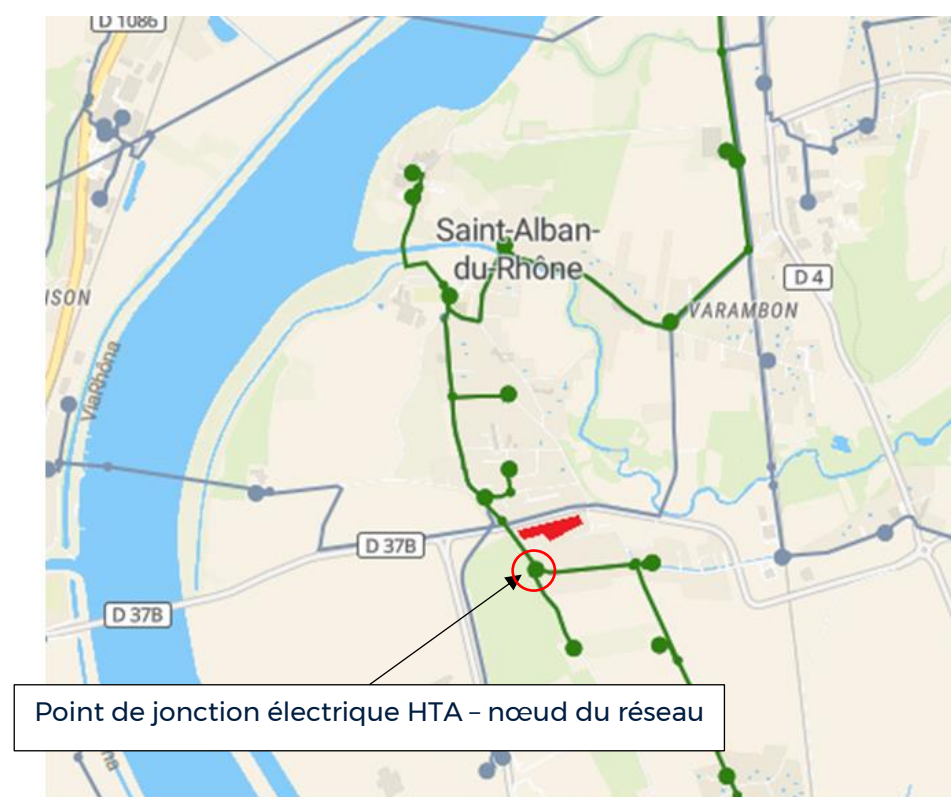 D 1086
Saint-Alban-
du-Rhône
D 4
ISON
VARAMBON
ViaRhôna
D 37B
D 37B
Point de jonction électrique HTA – nœud du réseau
na